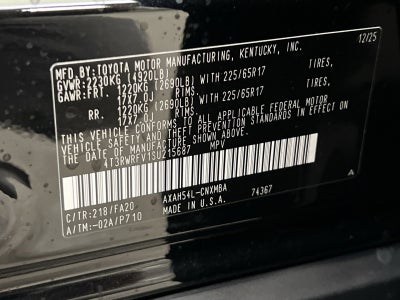 MFD.BY:TOYOTA MOTOR MANUFACTURING, KENTUCKY, INC. 12/25
GVWR:2230KG (4920LB)
GAWR:FRT. 1220KG (2690LB) WITH 225/65R17 TIRES,
17X7.0J RIMS,
RR. 1220KG (2690LB) WITH 225/65R17 TIRES,
17X7.0J RIMS,
THIS VEHICLE CONFORMS TO ALL APPLICABLE FEDERAL MOTOR
VEHICLE SAFETY STANDARDS IN EFFECT ON THE DATE OF
MANUFACTURE SHOWN ABOVE.
4T3RWRFV1SU215687 MPV
C/TR:218/FA20 AXAH54L-CNXMBA 74367 A
A/TM:-02A/P710 MADE IN U.S.A.